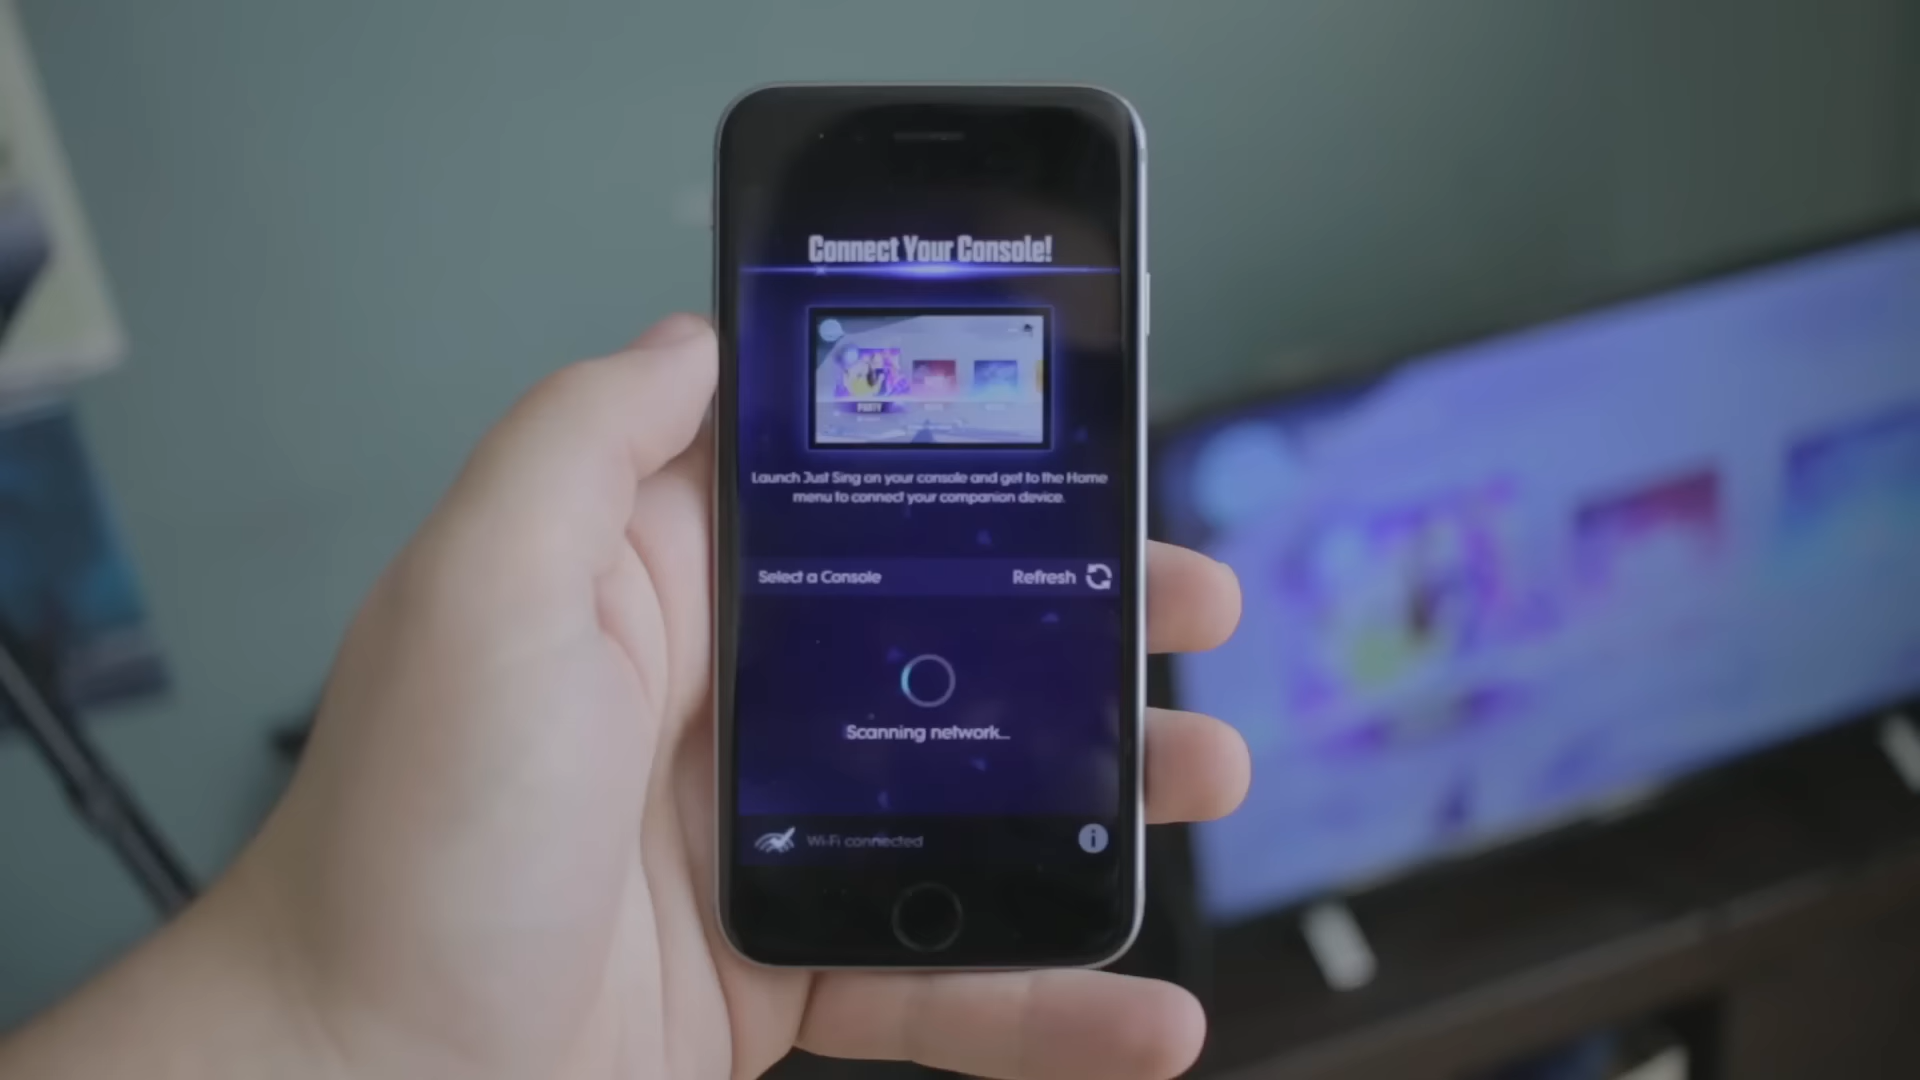 Connect Your Console!
PARTY
Launch Just Sing on your console and get to the Home
menu to connect your companion device.
Select a Console
Refresh
Scanning network...
Wi-Fi connected